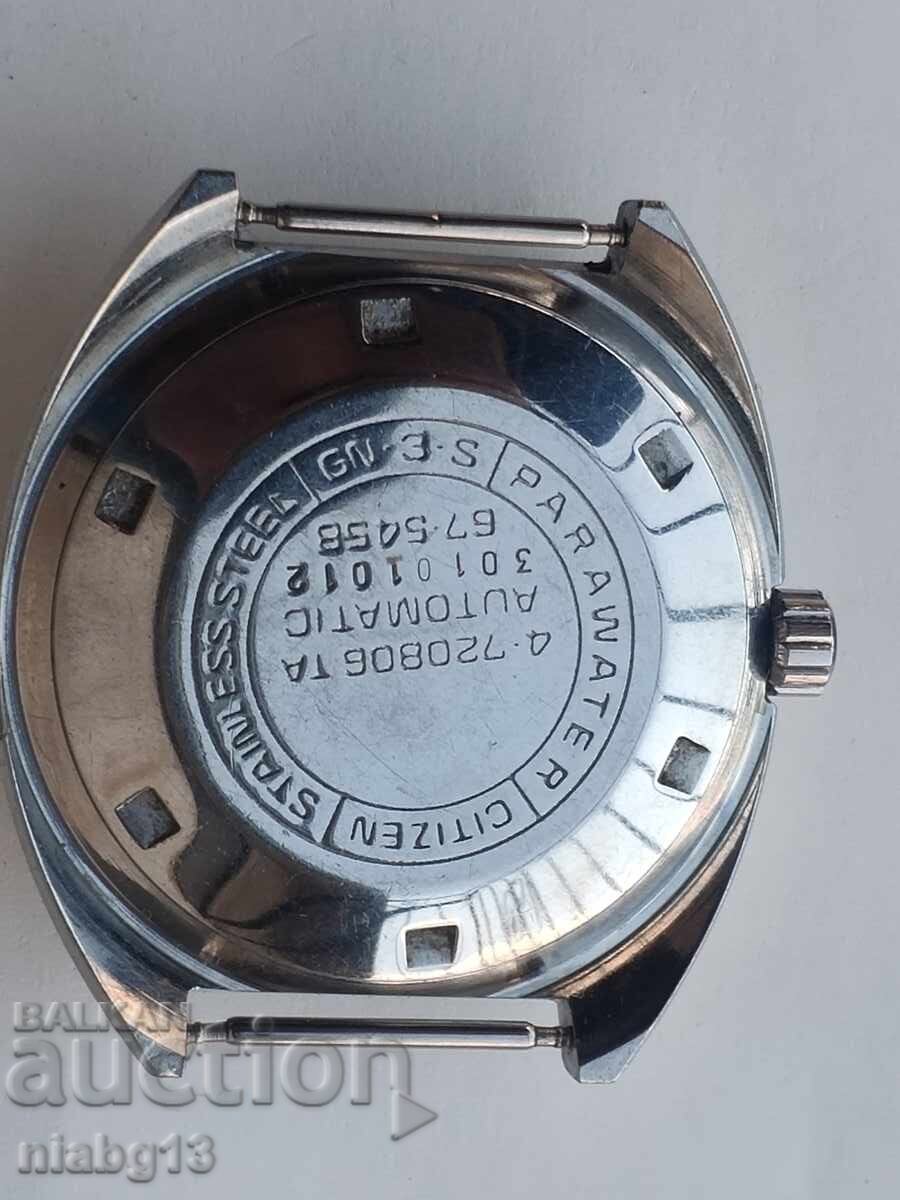 GN-3-S
PARAWATER
CITIZEN
STAINLESS STEEL
4-720806 TA
AUTOMATIC
30101012
67-5458
BALKAN
auction
niabg13